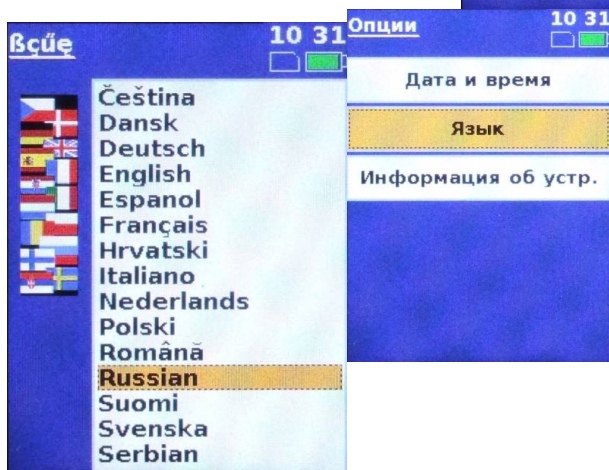 ßçűę
10 31
Čeština
Dansk
Deutsch
English
Espanol
Français
Hrvatski
Italiano
Nederlands
Polski
Română
Russian
Suomi
Svenska
Serbian
Опции
10 31
Дата и время
Язык
Информация об устр.